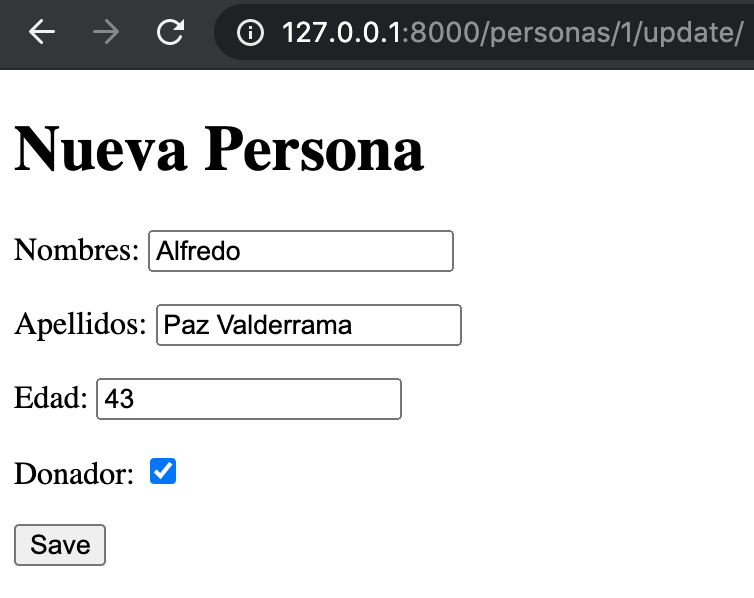 127.0.0.1:8000/personas/1/update/
Nueva Persona
Nombres: Alfredo
Apellidos: Paz Valderrama
Edad: 43
Donador:
Save